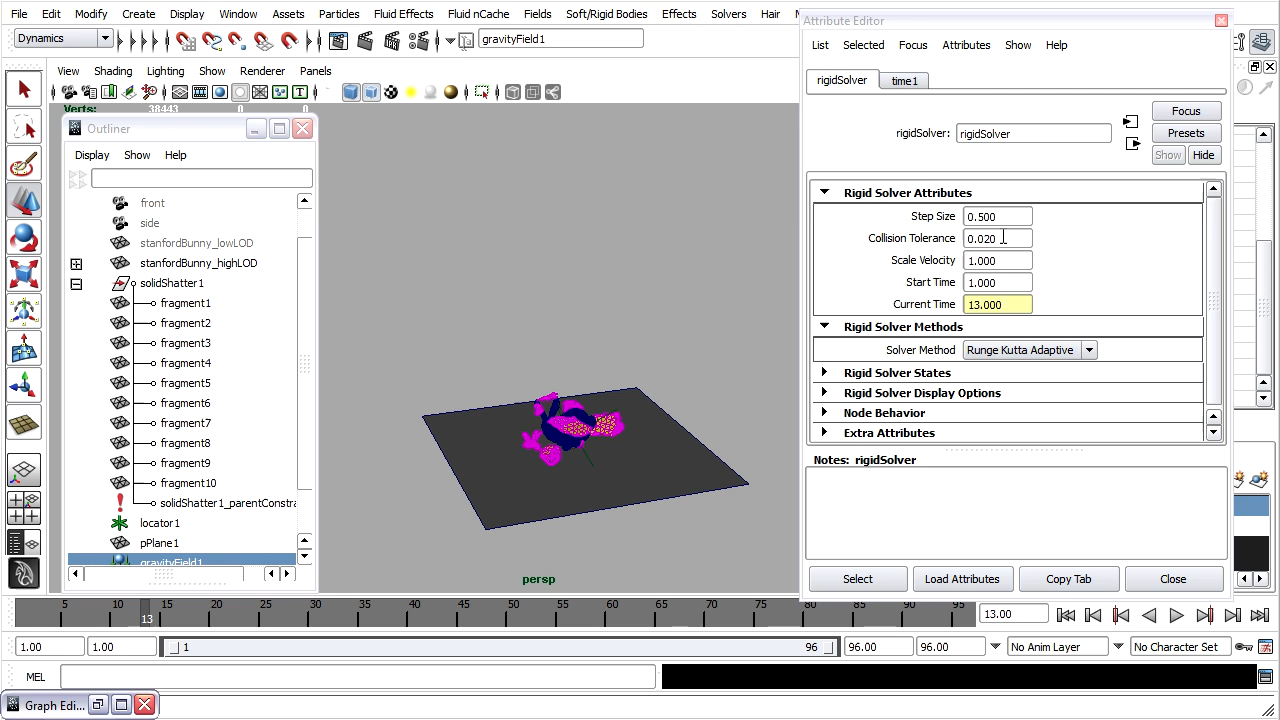 File Edit Modify Create Display Window Assets Particles Fluid Effects Fluid nCache Fields Soft/Rigid Bodies Effects Solvers Hair
Dynamics
gravityField1
View Shading Lighting Show Renderer Panels
Verts: 38443 0 0
Outliner
Display Show Help
front
side
stanfordBunny_lowLOD
stanfordBunny_highLOD
solidShatter1
fragment1
fragment2
fragment3
fragment4
fragment5
fragment6
fragment7
fragment8
fragment9
fragment10
solidShatter1_parentConstra
locator1
pPlane1
gravityField1
persp
Attribute Editor
List Selected Focus Attributes Show Help
rigidSolver time1
rigidSolver: rigidSolver
Focus
Presets
Show Hide
Rigid Solver Attributes
Step Size 0.500
Collision Tolerance 0.020
Scale Velocity 1.000
Start Time 1.000
Current Time 13.000
Rigid Solver Methods
Solver Method Runge Kutta Adaptive
Rigid Solver States
Rigid Solver Display Options
Node Behavior
Extra Attributes
Notes: rigidSolver
Select Load Attributes Copy Tab Close
5 10 13 15 20 25 30 35 40 45 50 55 60 65 70 75 80 85 90 95 13.00
1.00 1.00 1 96 96.00 96.00 No Anim Layer No Character Set
MEL
Graph Edi...